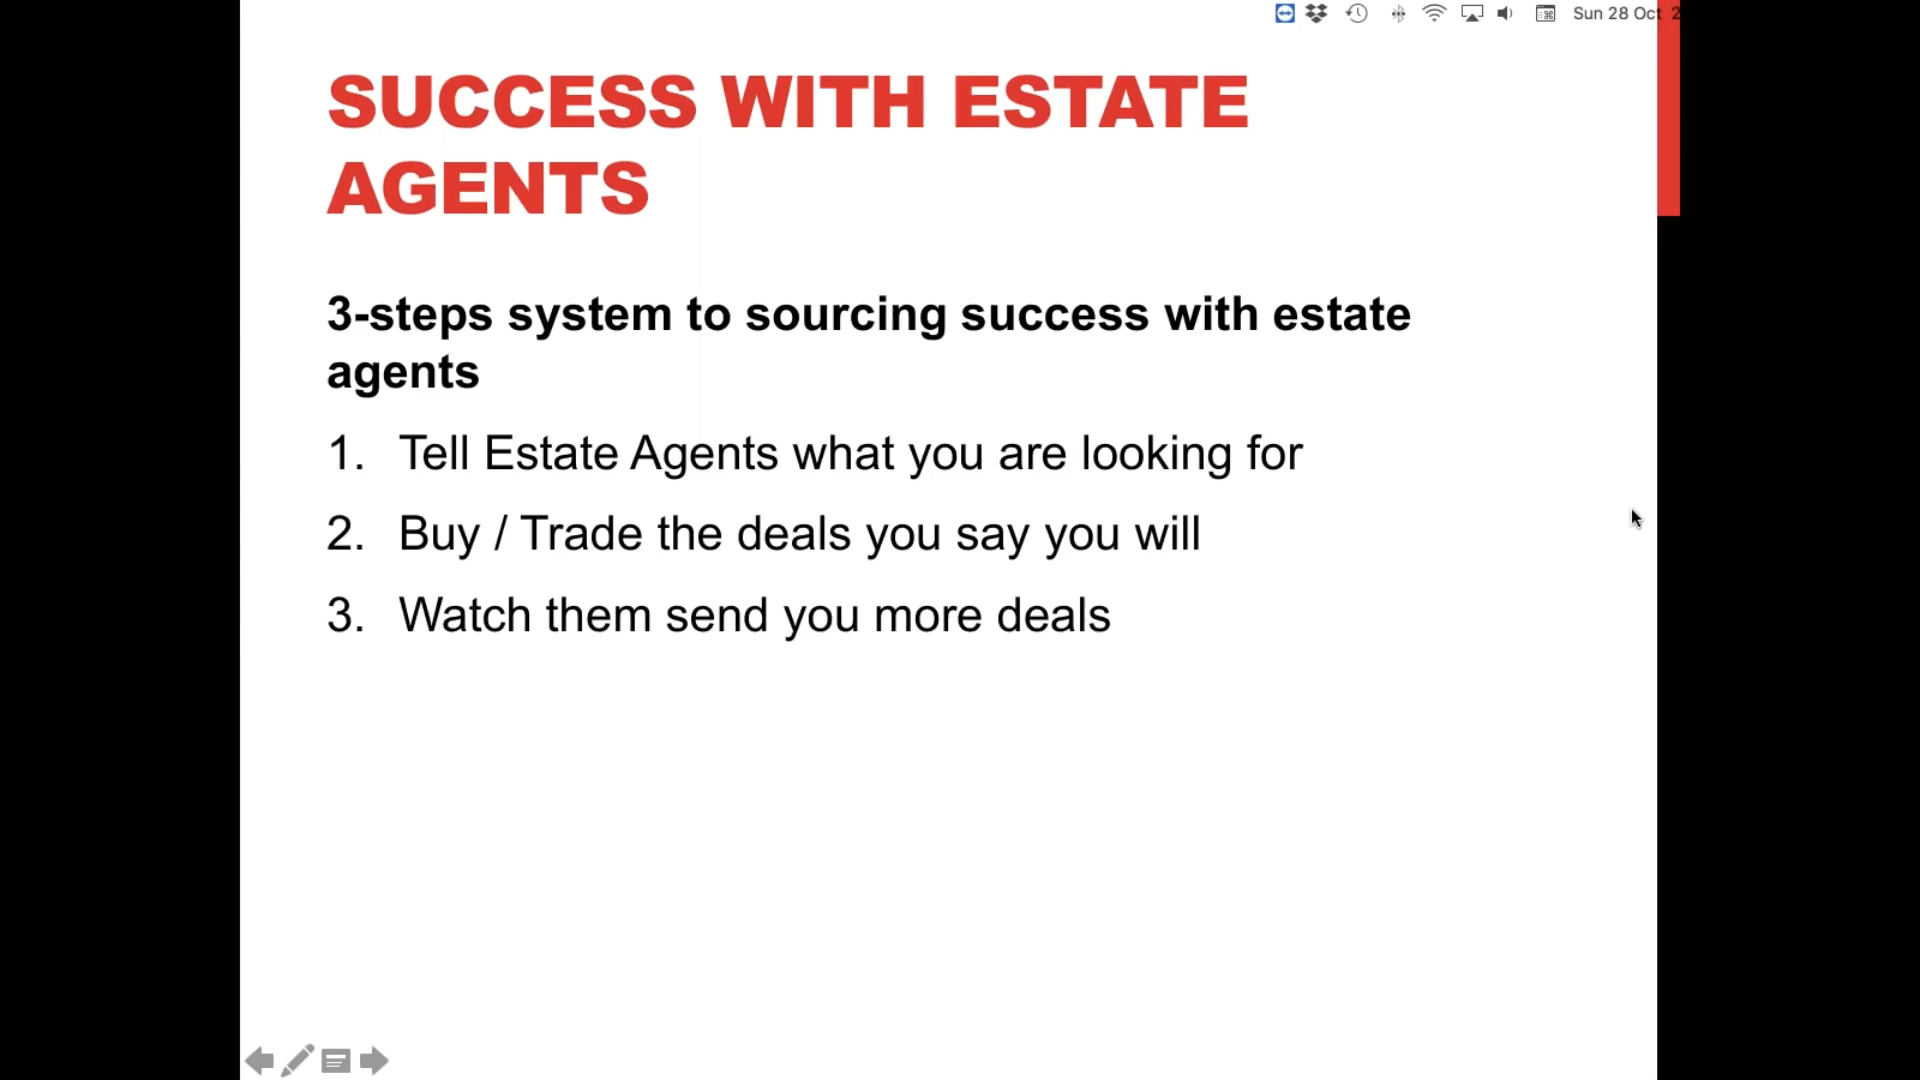 Sun 28 Oct 2
SUCCESS WITH ESTATE
AGENTS
3-steps system to sourcing success with estate
agents
1. Tell Estate Agents what you are looking for
2. Buy / Trade the deals you say you will
3. Watch them send you more deals